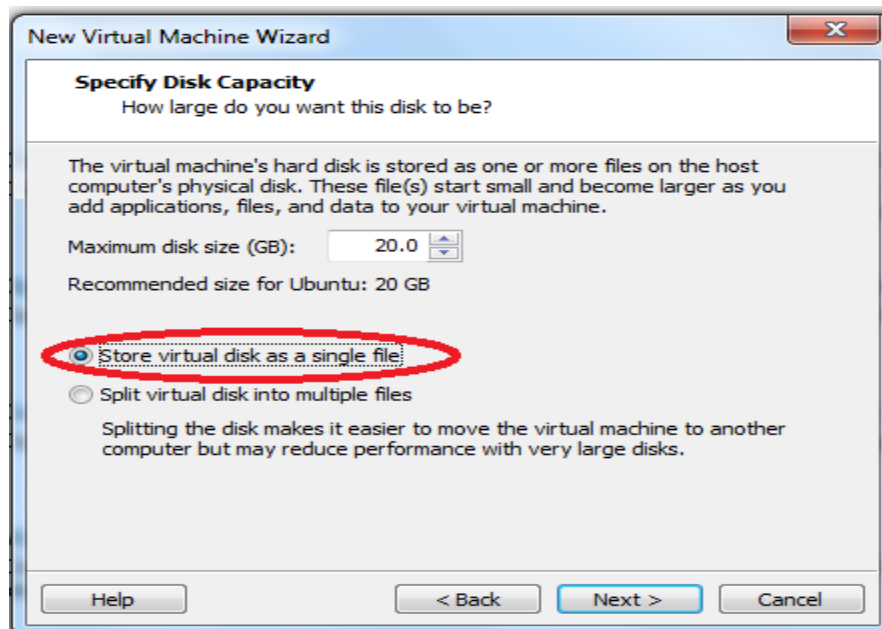 New Virtual Machine Wizard
Specify Disk Capacity
How large do you want this disk to be?
The virtual machine's hard disk is stored as one or more files on the host
computer's physical disk. These file(s) start small and become larger as you
add applications, files, and data to your virtual machine.
Maximum disk size (GB): 20.0
Recommended size for Ubuntu: 20 GB
Store virtual disk as a single file
Split virtual disk into multiple files
Splitting the disk makes it easier to move the virtual machine to another
computer but may reduce performance with very large disks.
Help < Back Next > Cancel